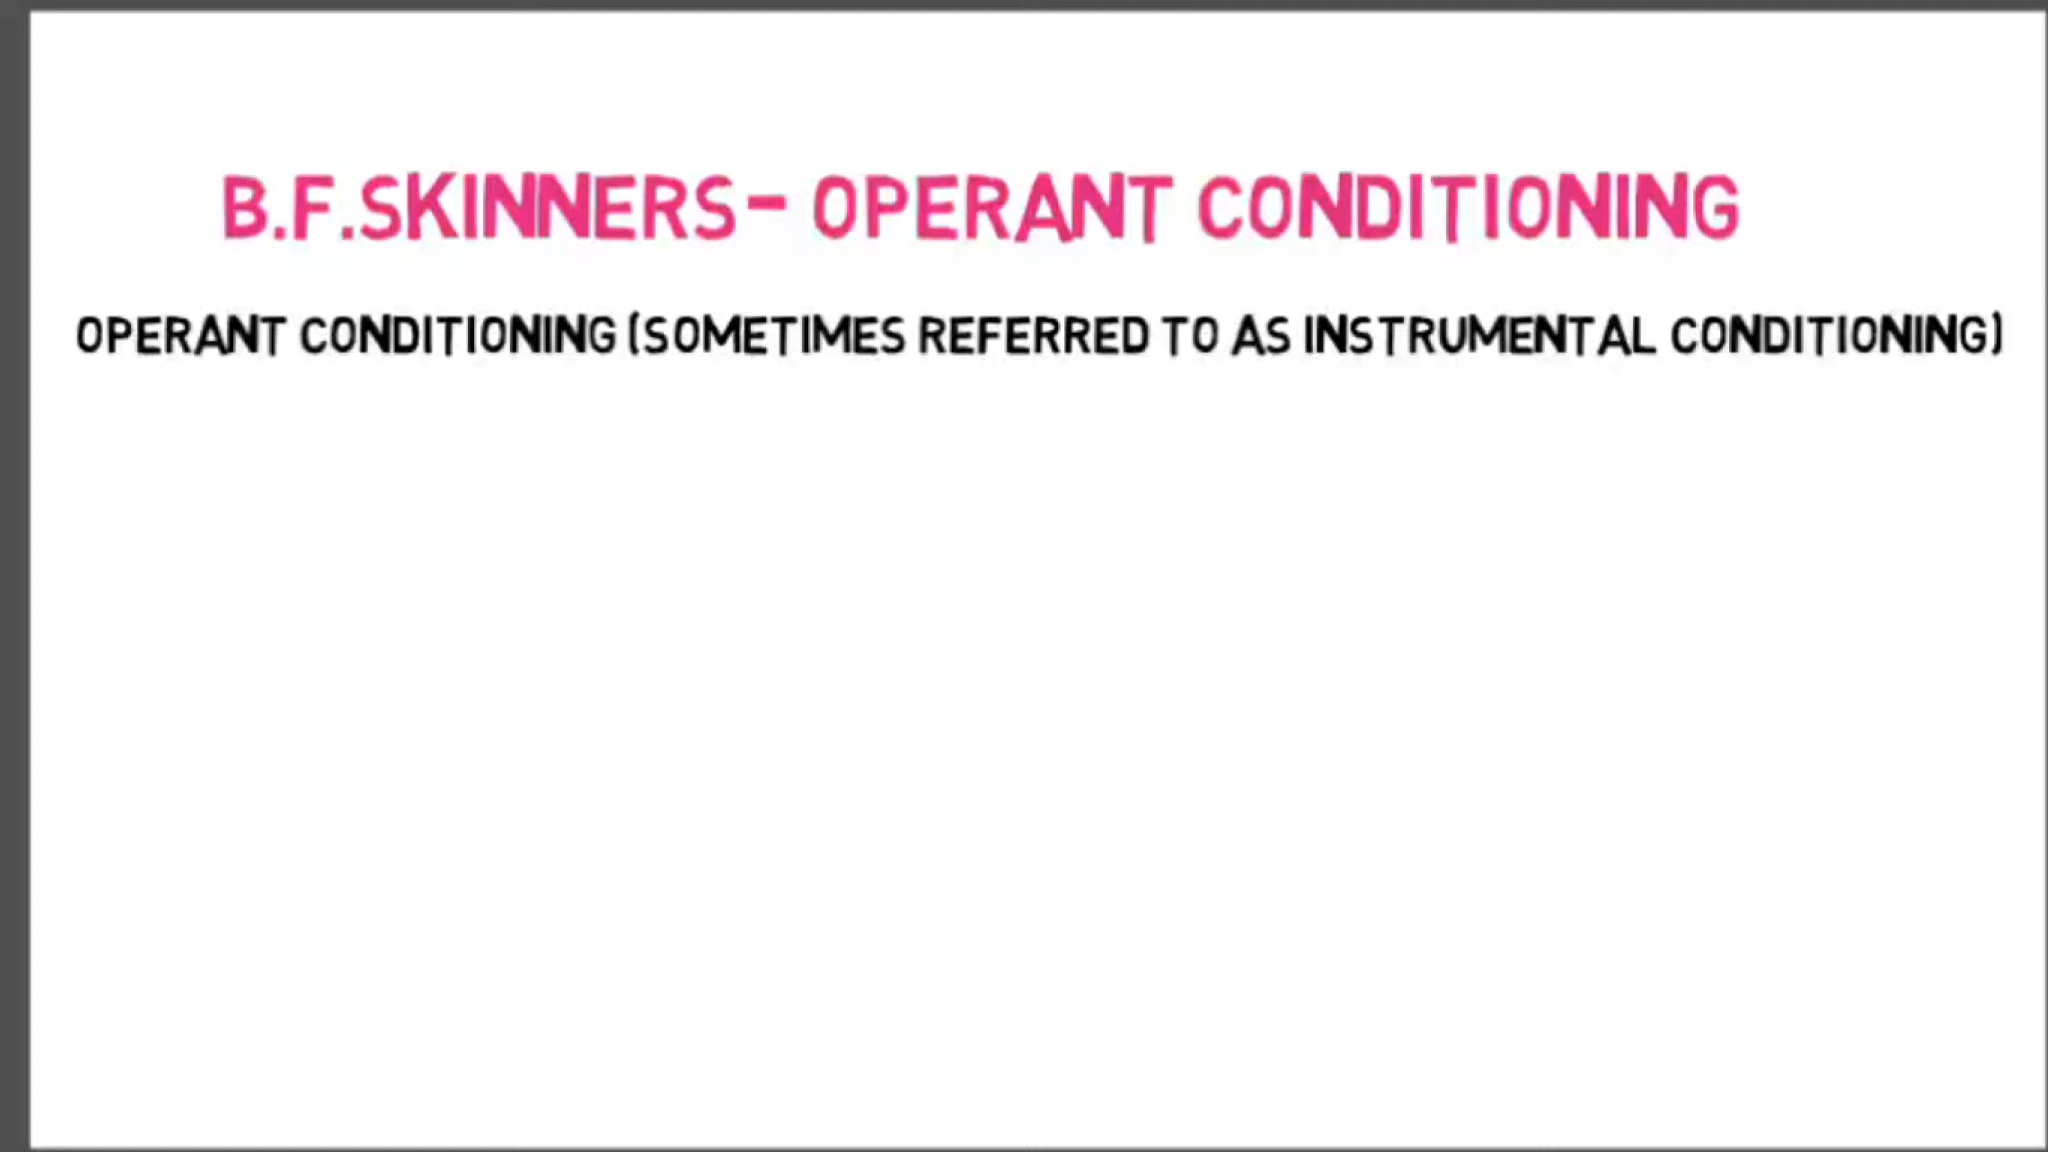 B.F.SKINNERS- OPERANT CONDITIONING
OPERANT CONDITIONING (SOMETIMES REFERRED TO AS INSTRUMENTAL CONDITIONING)